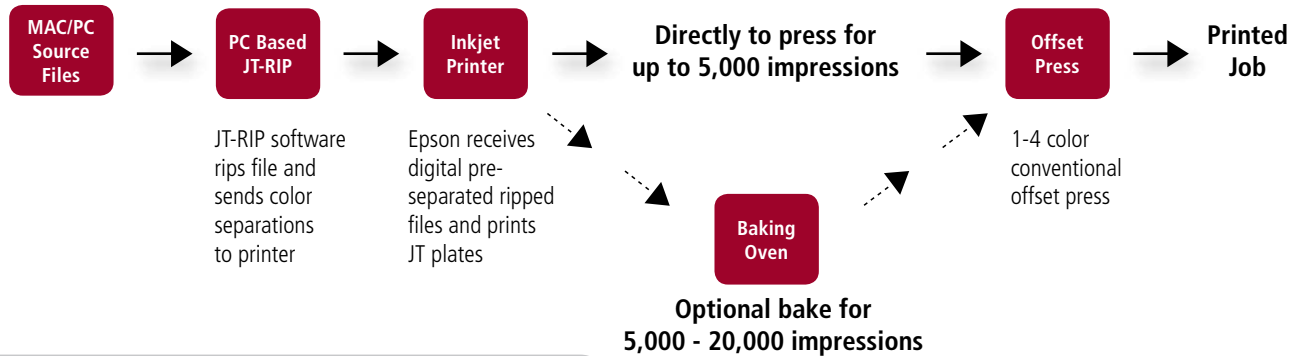 MAC/PC
Source
Files
PC Based
JT-RIP
Inkjet
Printer
Directly to press for
up to 5,000 impressions
Offset
Press
Printed
Job
JT-RIP software
rips file and
sends color
separations
to printer
Epson receives
digital pre-
separated ripped
files and prints
JT plates
1-4 color
conventional
offset press
Baking
Oven
Optional bake for
5,000 - 20,000 impressions